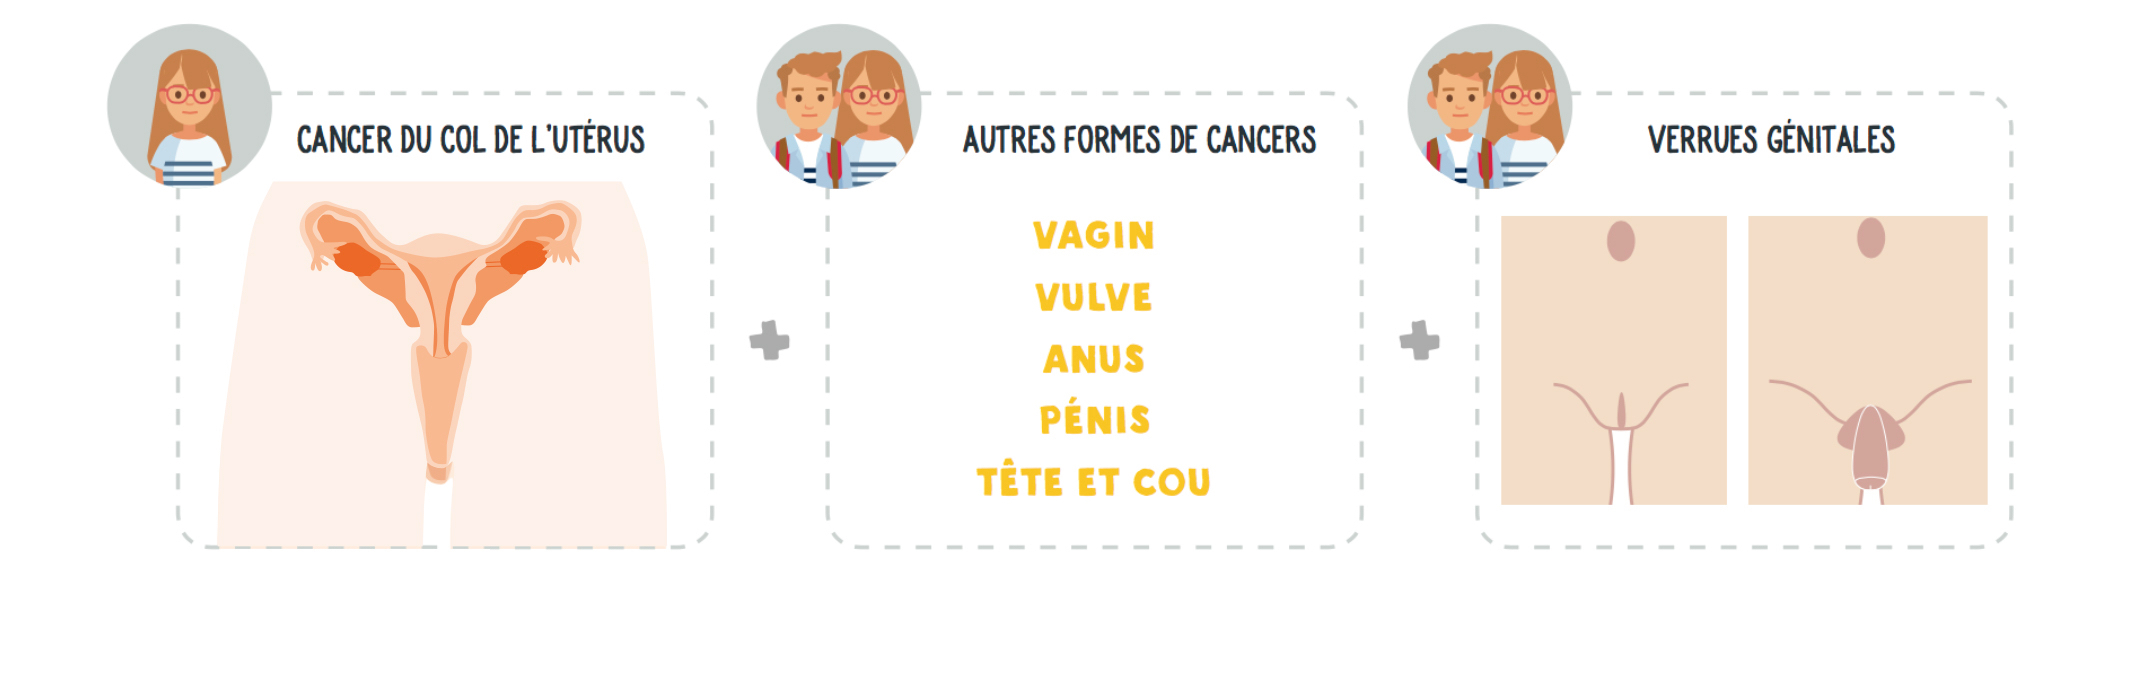 CANCER DU COL DE L'UTÉRUS
AUTRES FORMES DE CANCERS
VAGIN
VULVE
ANUS
PÉNIS
TÊTE ET COU
VERRUES GÉNITALES